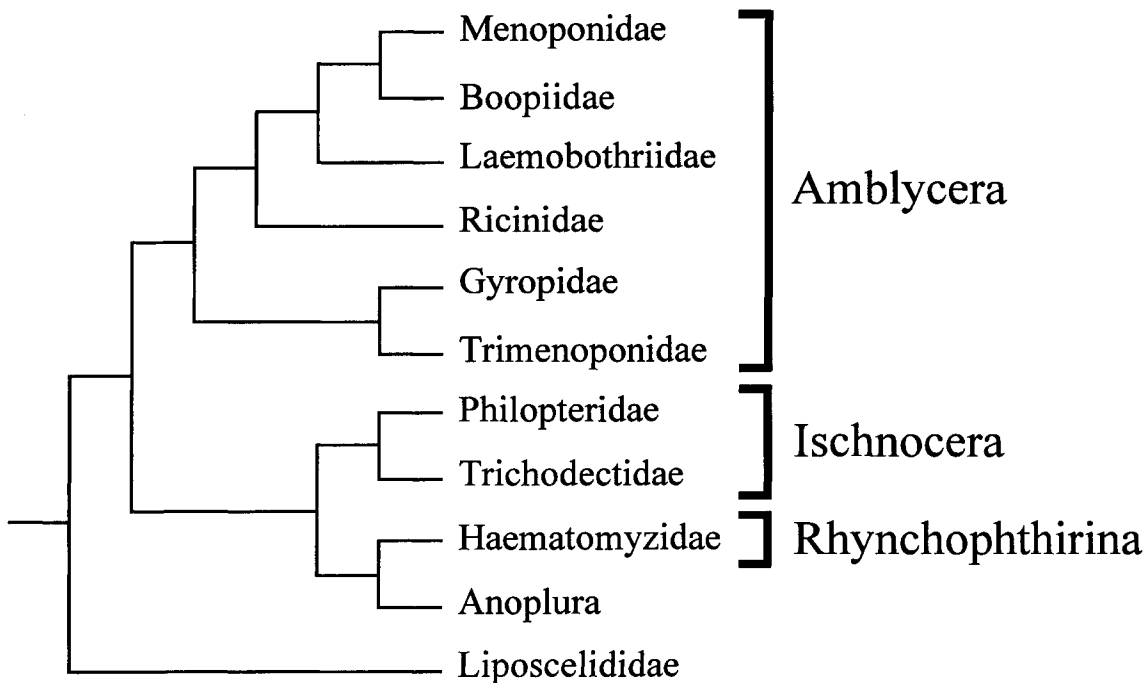 Menoponidae
Boopiidae
Laemobothriidae
Ricinidae
Gyropidae
Trimenoponidae
Philopteridae
Trichodectidae
Haematomyzidae
Anoplura
Liposcelididae
Amblycera
Ischnocera
Rhynchophthirina